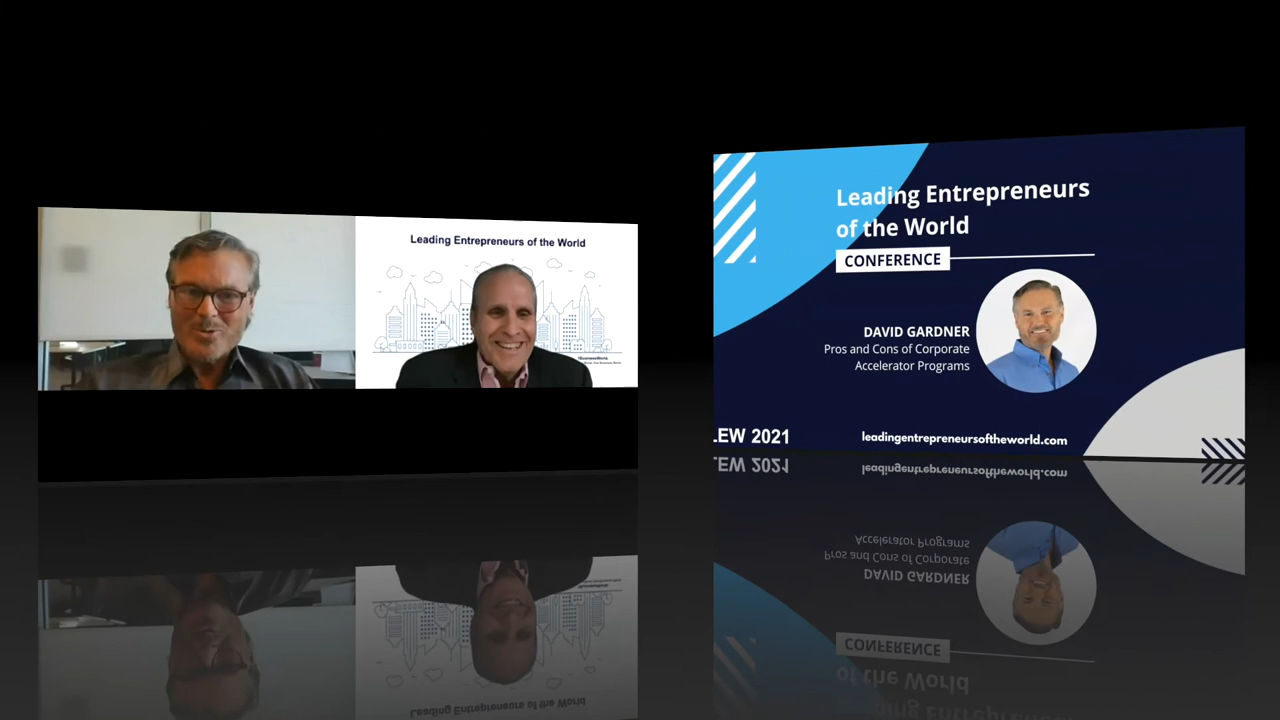 Leading Entrepreneurs of the World
1BusinessWorld
Leading Entrepreneurs
of the World
CONFERENCE
DAVID GARDNER
Pros and Cons of Corporate
Accelerator Programs
LEW 2021
leadingentrepreneursoftheworld.com